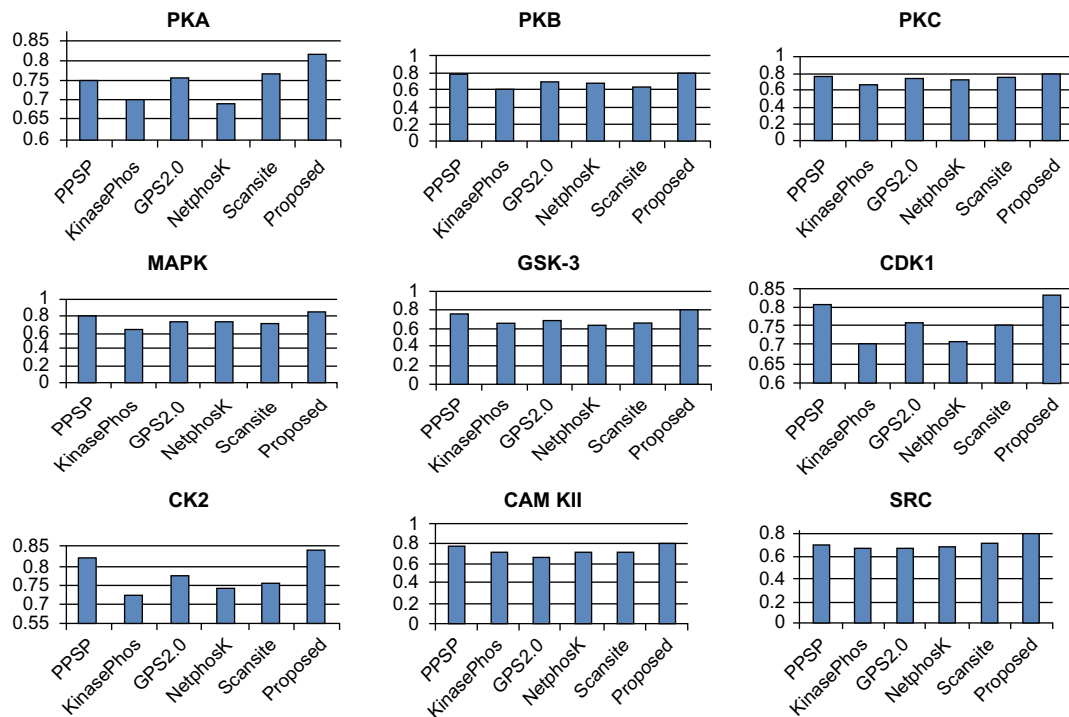 PKA
0.85
0.8
0.75
0.7
0.65
0.6
PPSP
KinasePhos
GPS2.0
NetphosK
Scansite
Proposed
PKB
1
0.8
0.6
0.4
0.2
0
PPSP
KinasePhos
GPS2.0
NetphosK
Scansite
Proposed
PKC
1
0.8
0.6
0.4
0.2
0
PPSP
KinasePhos
GPS2.0
NetphosK
Scansite
Proposed
MAPK
1
0.8
0.6
0.4
0.2
0
PPSP
KinasePhos
GPS2.0
NetphosK
Scansite
Proposed
GSK-3
1
0.8
0.6
0.4
0.2
0
PPSP
KinasePhos
GPS2.0
NetphosK
Scansite
Proposed
CDK1
0.85
0.8
0.75
0.7
0.65
0.6
PPSP
KinasePhos
GPS2.0
NetphosK
Scansite
Proposed
CK2
0.85
0.8
0.75
0.7
0.55
PPSP
KinasePhos
GPS2.0
NetphosK
Scansite
Proposed
CAM KII
1
0.8
0.6
0.4
0.2
0
PPSP
KinasePhos
GPS2.0
NetphosK
Scansite
Proposed
SRC
0.8
0.6
0.4
0.2
0
PPSP
KinasePhos
GPS2.0
NetphosK
Scansite
Proposed